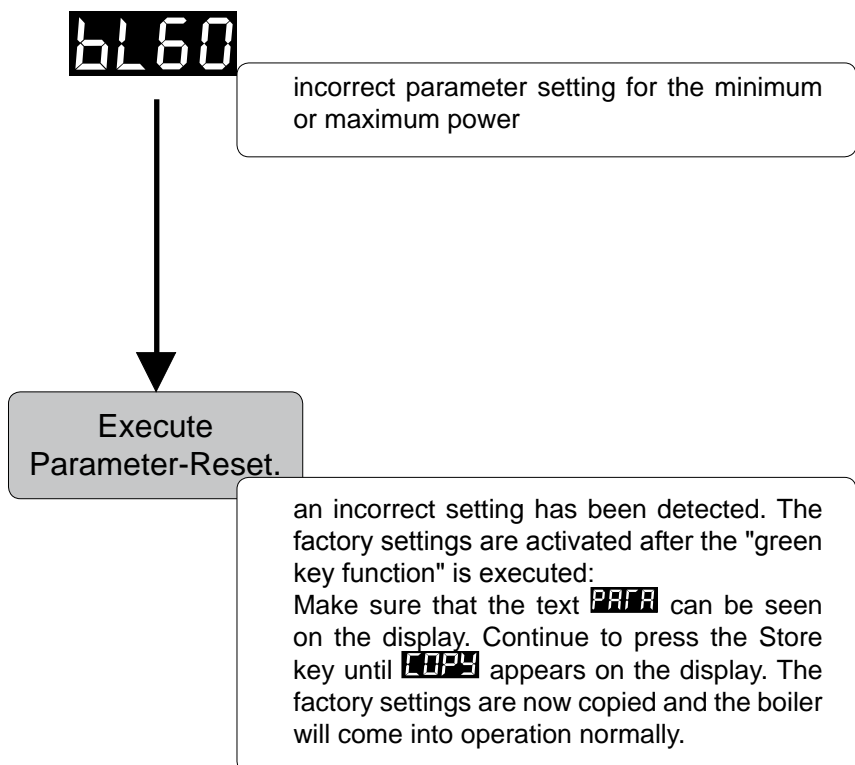 bL60
incorrect parameter setting for the minimum
or maximum power
Execute
Parameter-Reset.
an incorrect setting has been detected. The
factory settings are activated after the "green
key function" is executed:
Make sure that the text PArA can be seen
on the display. Continue to press the Store
key until COPY appears on the display. The
factory settings are now copied and the boiler
will come into operation normally.